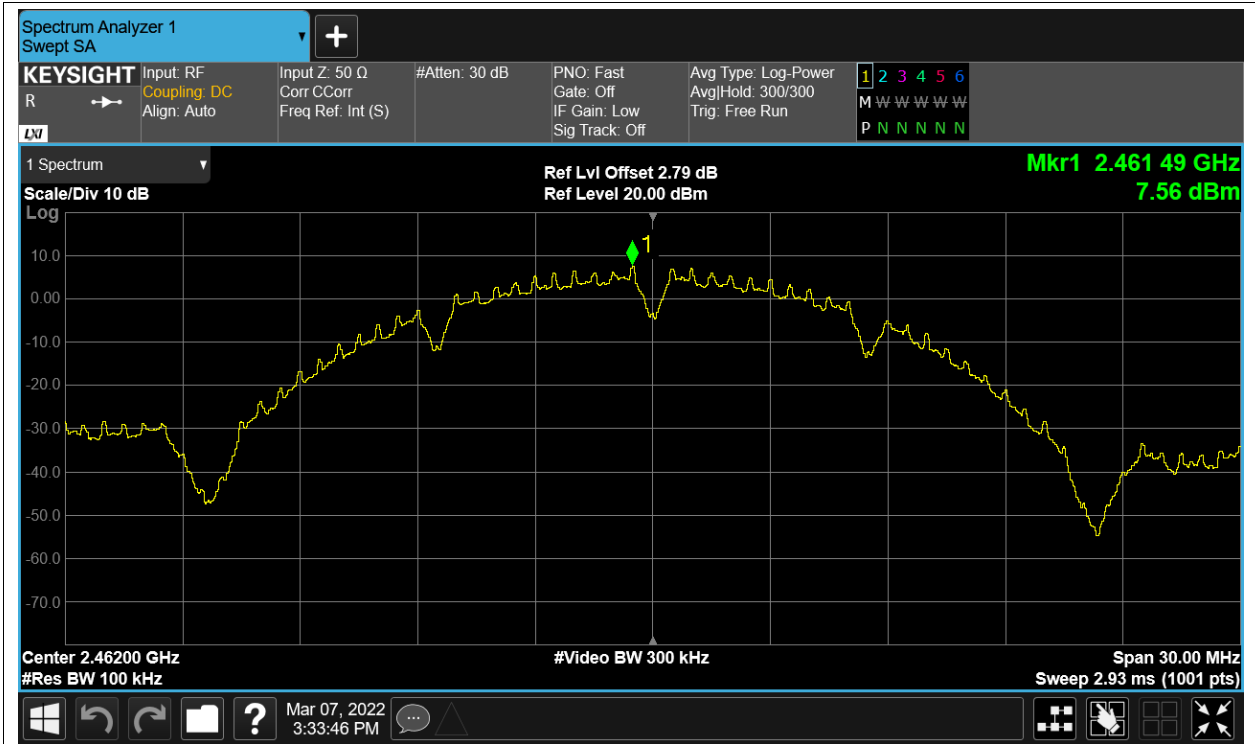 Spectrum Analyzer 1
Swept SA
KEYSIGHT
R
LXI
Input: RF
Coupling: DC
Align: Auto
Input Z: 50 Ω
Corr CCorr
Freq Ref: Int (S)
#Atten: 30 dB
PNO: Fast
Gate: Off
IF Gain: Low
Sig Track: Off
Avg Type: Log-Power
Avg|Hold: 300/300
Trig: Free Run
1 2 3 4 5 6
M W W W W W
P N N N N N
1 Spectrum
Scale/Div 10 dB
Log
Ref Lvl Offset 2.79 dB
Ref Level 20.00 dBm
Mkr1 2.461 49 GHz
7.56 dBm
1
10.0
0.00
-10.0
-20.0
-30.0
-40.0
-50.0
-60.0
-70.0
Center 2.46200 GHz
#Video BW 300 kHz
Span 30.00 MHz
#Res BW 100 kHz
Sweep 2.93 ms (1001 pts)
?
Mar 07, 2022
3:33:46 PM